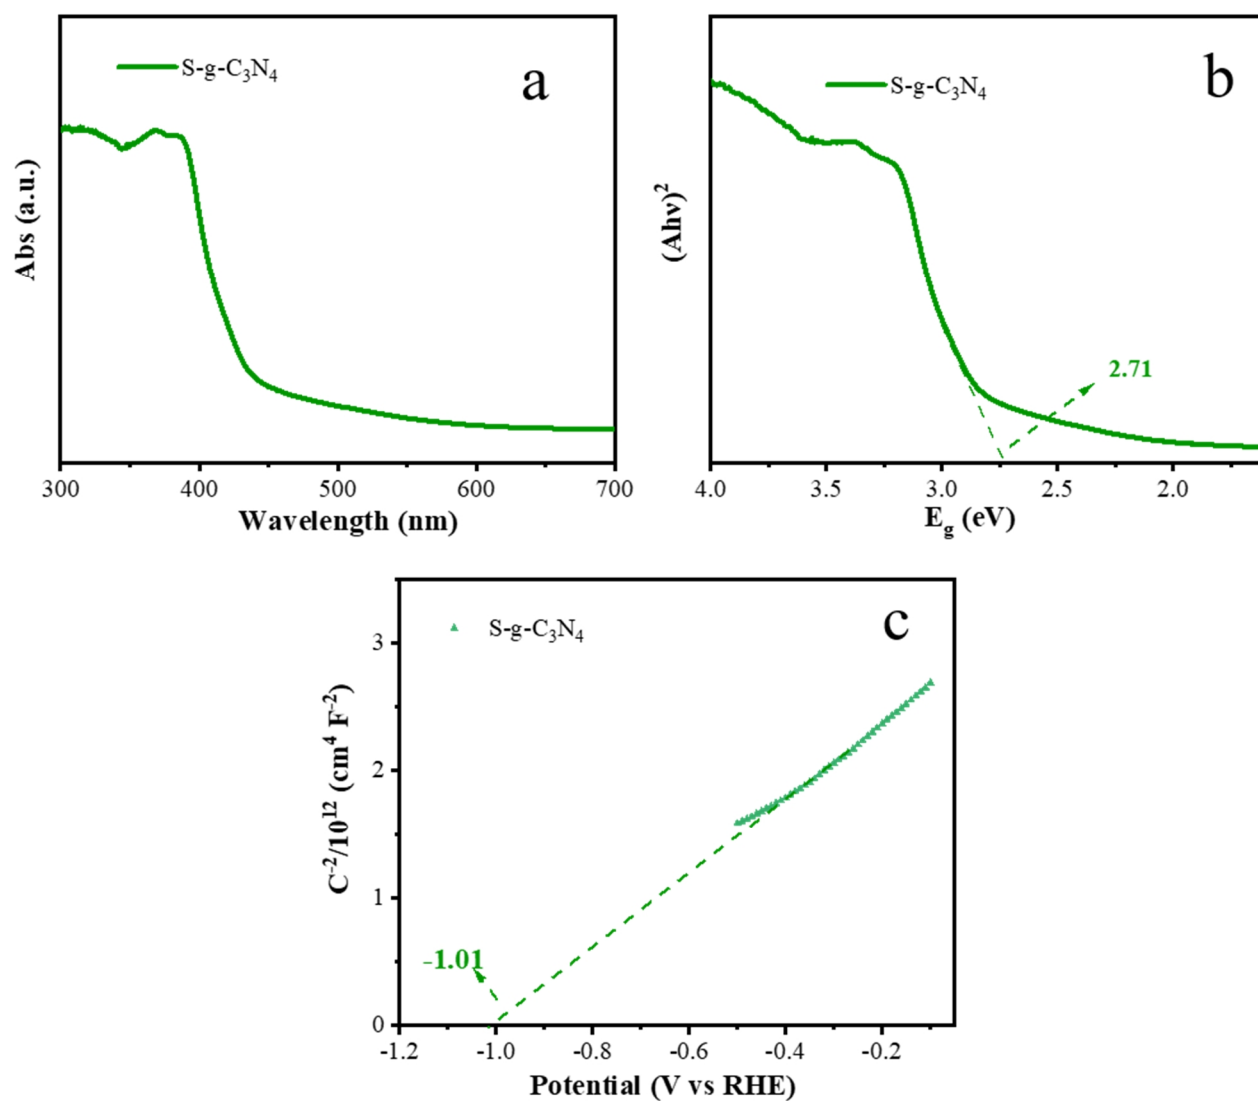 S-g-C₃N₄
a
Abs (a.u.)
300 400 500 600 700
Wavelength (nm)
S-g-C₃N₄
b
(Ahν)²
2.71
4.0 3.5 3.0 2.5 2.0
E_g (eV)
S-g-C₃N₄
c
C⁻²/10¹² (cm⁴ F⁻²)
3
2
1
0
-1.01
-1.2 -1.0 -0.8 -0.6 -0.4 -0.2
Potential (V vs RHE)